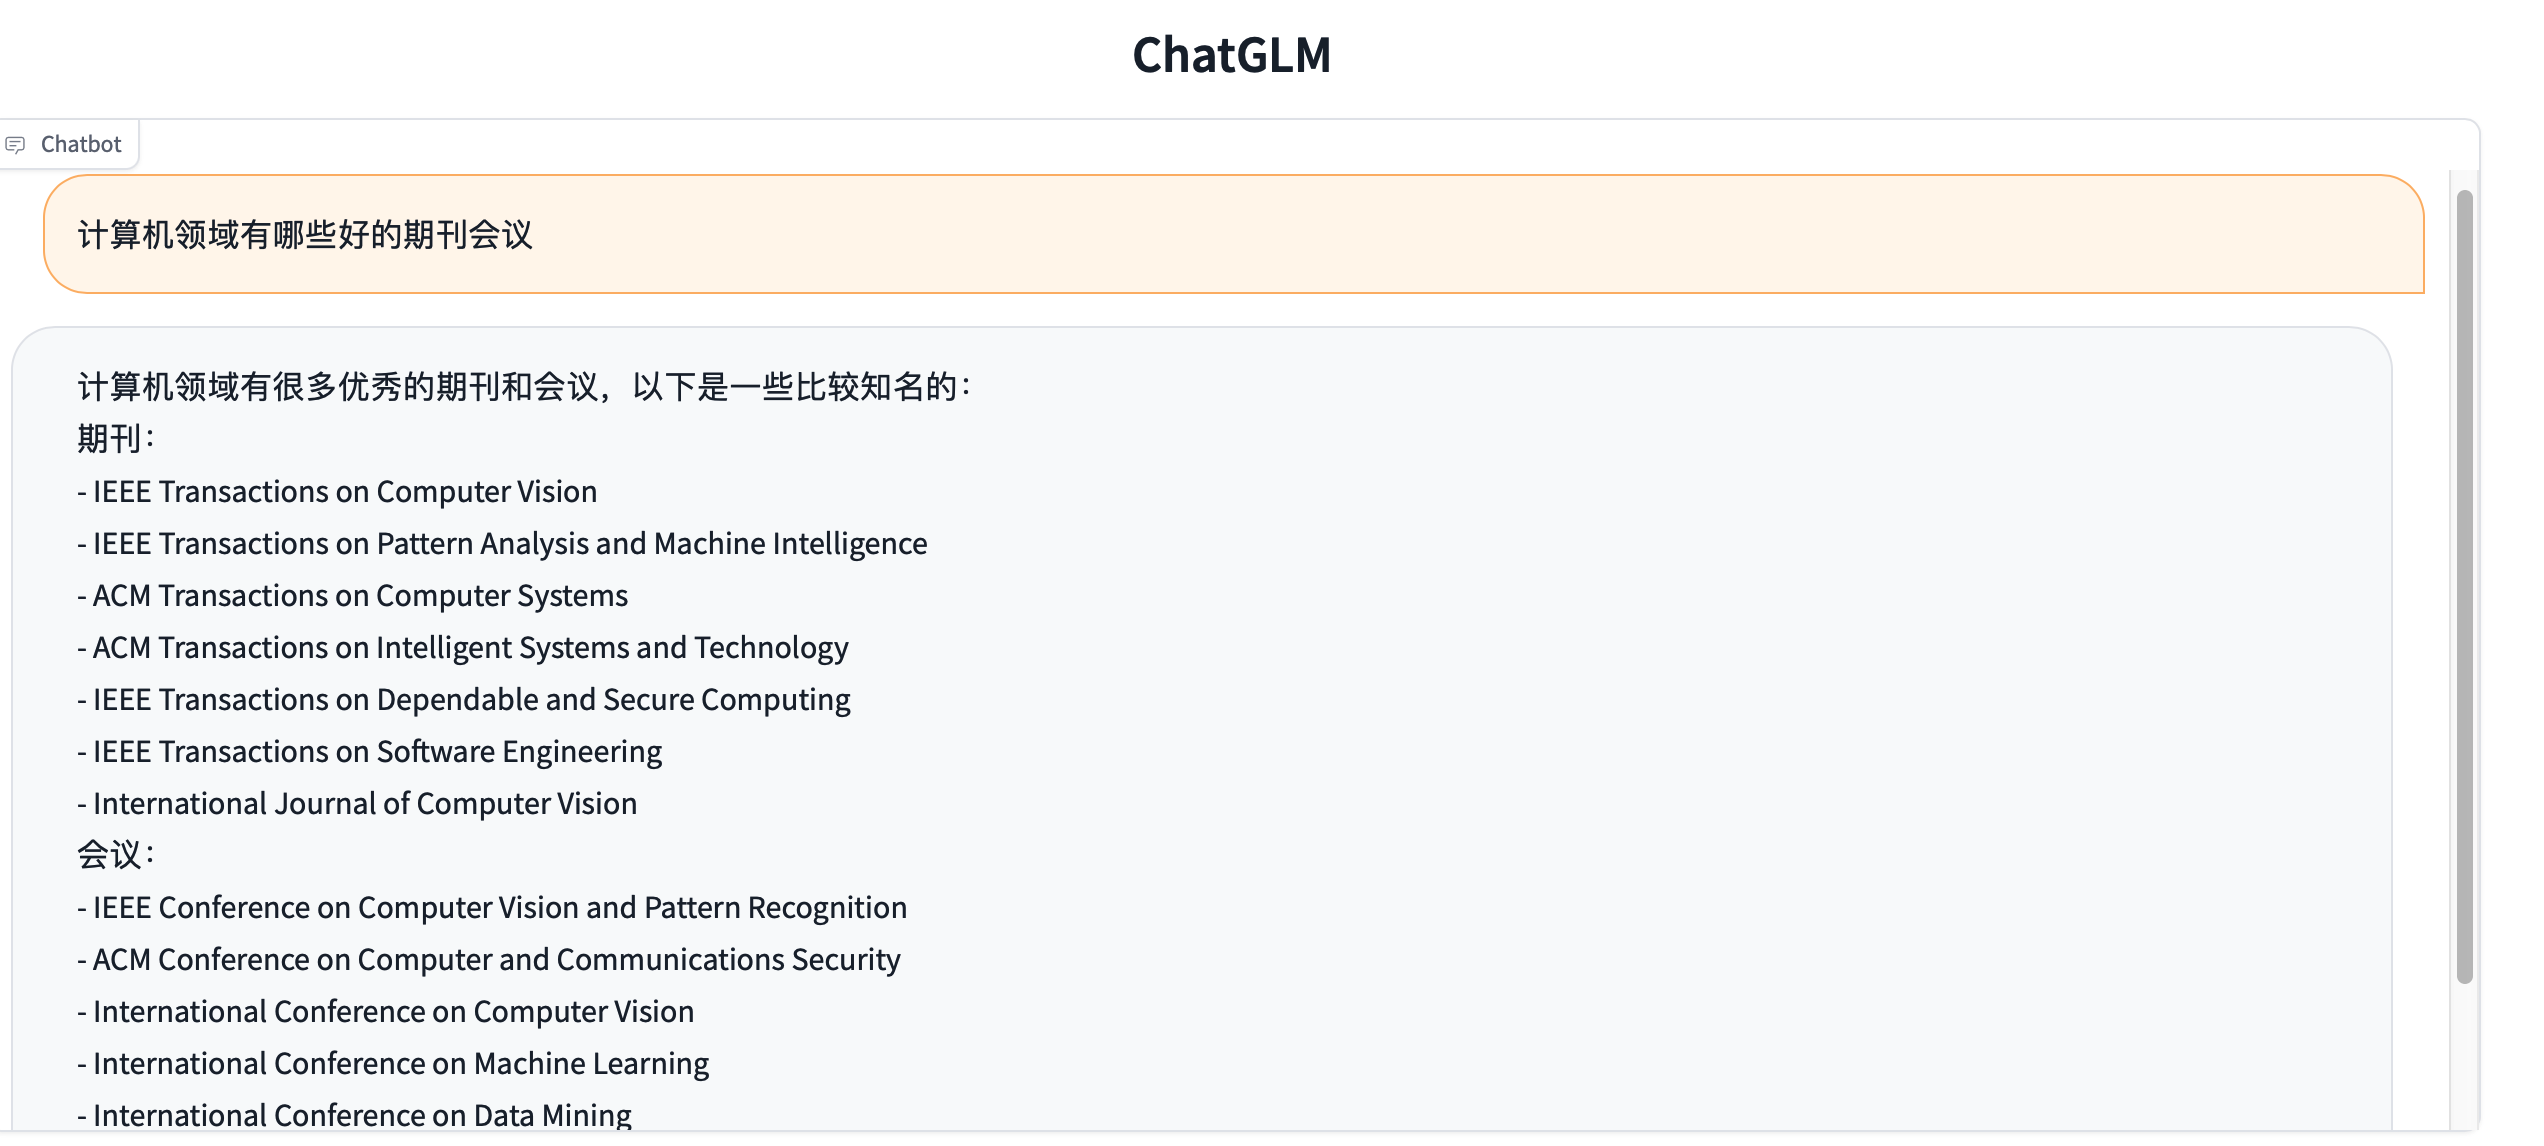 ChatGLM
Chatbot
计算机领域有哪些好的期刊会议
计算机领域有很多优秀的期刊和会议，以下是一些比较知名的：
期刊：
- IEEE Transactions on Computer Vision
- IEEE Transactions on Pattern Analysis and Machine Intelligence
- ACM Transactions on Computer Systems
- ACM Transactions on Intelligent Systems and Technology
- IEEE Transactions on Dependable and Secure Computing
- IEEE Transactions on Software Engineering
- International Journal of Computer Vision
会议：
- IEEE Conference on Computer Vision and Pattern Recognition
- ACM Conference on Computer and Communications Security
- International Conference on Computer Vision
- International Conference on Machine Learning
- International Conference on Data Mining